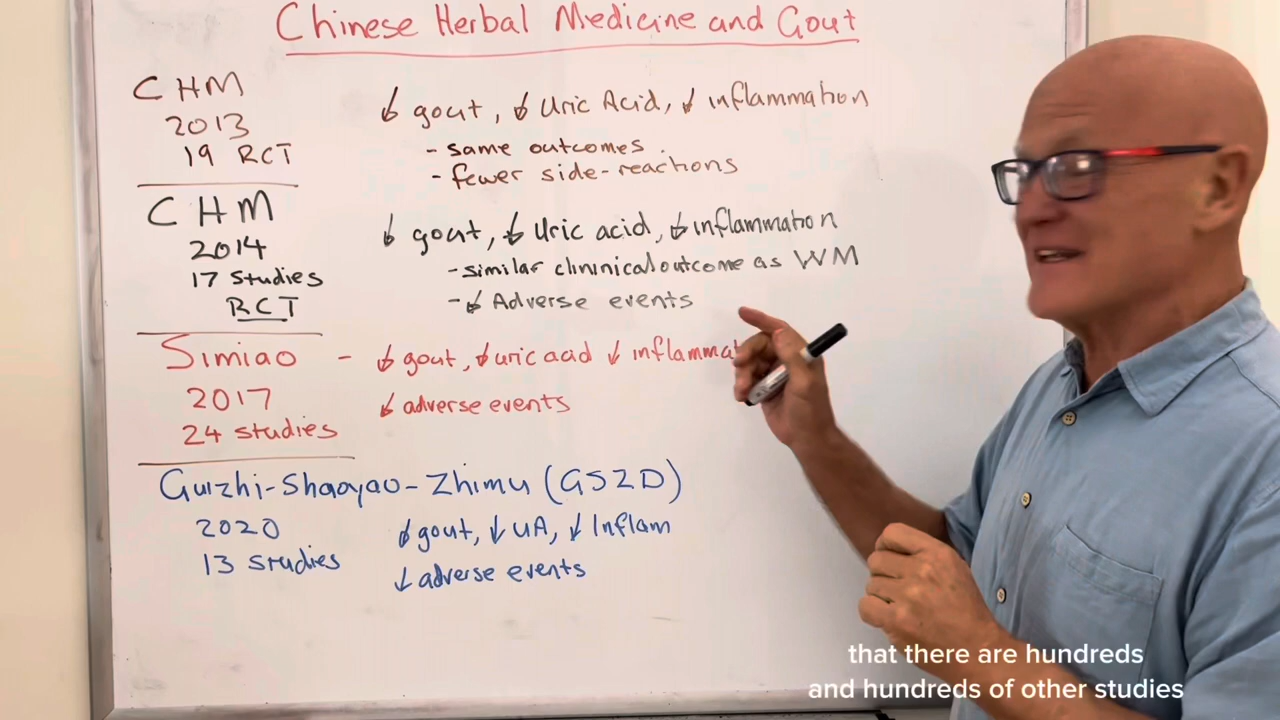 Chinese Herbal Medicine and Gout
CHM
2013
19 RCT
↓ gout, ↓ Uric Acid, ↓ inflammation
- same outcomes.
- fewer side-reactions
CHM
2014
17 studies
RCT
↓ gout, ↓ Uric acid, ↓ inflammation
- similar clininical outcome as WM
- ↓ Adverse events
Simiao -
2017
24 studies
↓ gout, ↓ uric acid ↓ inflammat
↓ adverse events
Guizhi-Shaoyao-Zhimu (GSZD)
2020
13 studies
↓ gout, ↓ UA, ↓ Inflam
↓ adverse events
that there are hundreds
and hundreds of other studies